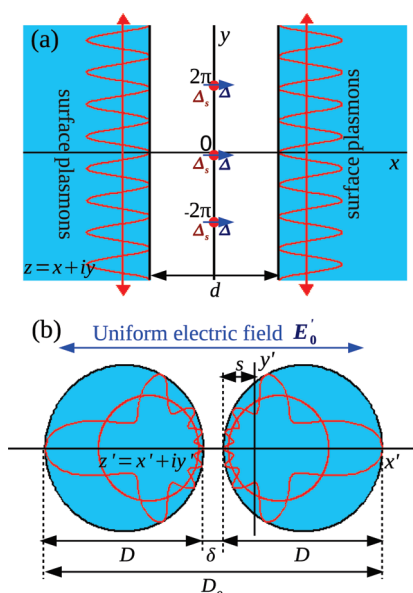 (a)
y
2π
Δs Δ
surface plasmons
0
Δs Δ
x
surface plasmons
-2π
Δs Δ
z=x+iy
d
(b)
Uniform electric field E₀'
s
y'
z'=x'+iy'
x'
D
δ
D
D₀